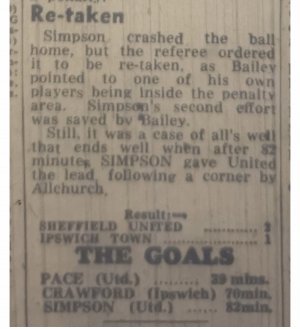 Re-taken
Simpson crashed the ball
home, but the referee ordered
it to be re-taken, as Bailey
pointed to one of his own
players being inside the penalty
area. Simpson's second effort
was saved by Bailey.
Still, it was a case of all's well
that ends well when after 82
minutes SIMPSON gave United
the lead, following a corner by
Allchurch.
Result:—
SHEFFIELD UNITED ........ 2
IPSWICH TOWN ........ 1
THE GOALS
PACE (Utd.) ........ 39 mins.
CRAWFORD (Ipswich) 70min.
SIMPSON (Utd.) ...... 82min.